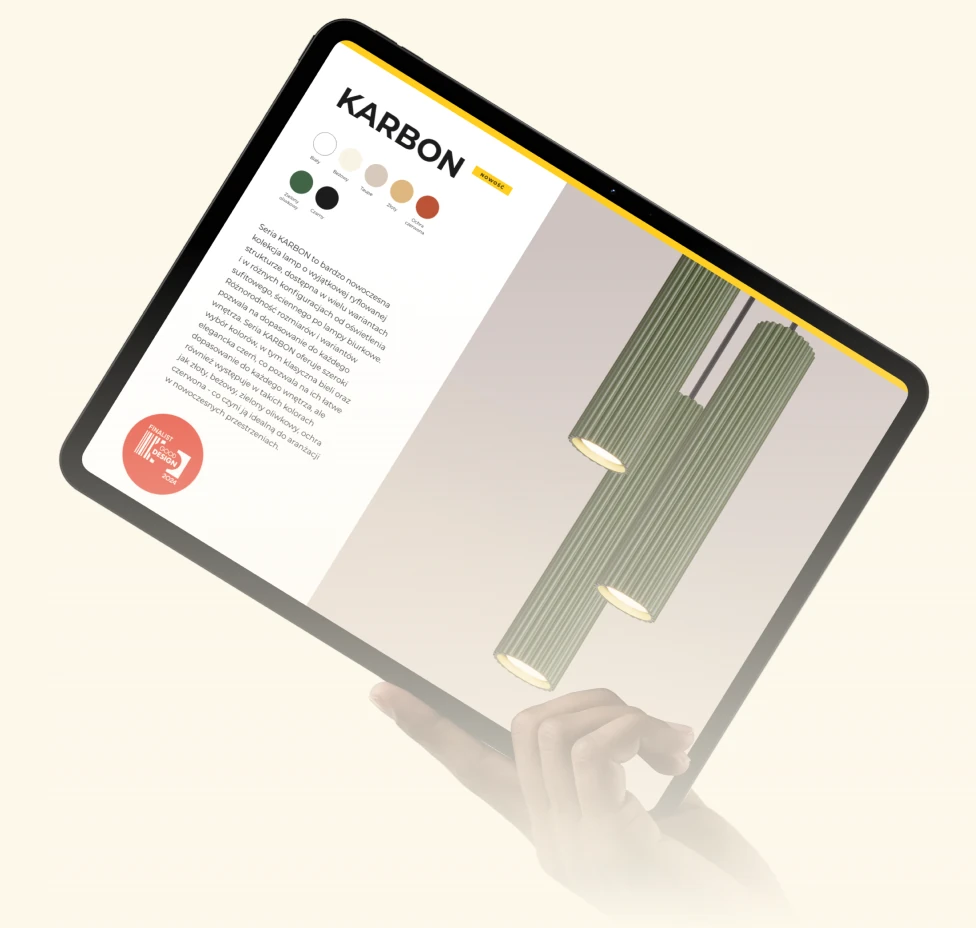 KARBON
NOWOŚĆ
Biały
Beżowy
Taupe
Złoty
Ochra
czerwona
Zielony
oliwkowy
Czarny
Seria KARBON to bardzo nowoczesna
kolekcja lamp o wyjątkowej ryflowanej
strukturze, dostępna w wielu wariantach
i w różnych konfiguracjach od oświetlenia
sufitowego, ściennego po lampy biurkowe.
Różnorodność rozmiarów i wariantów
pozwala na dopasowanie do każdego
wnętrza. Seria KARBON oferuje szeroki
wybór kolorów, w tym klasyczna bieli oraz
elegancka czerń, co pozwala na ich łatwe
dopasowanie do każdego wnętrza, ale
również występuje w takich kolorach
jak złoty, beżowy, zielony oliwkowy, ochra
czerwona - co czyni ją idealną do aranżacji
w nowoczesnych przestrzeniach.
FINALIST
GOOD
DESIGN
2024